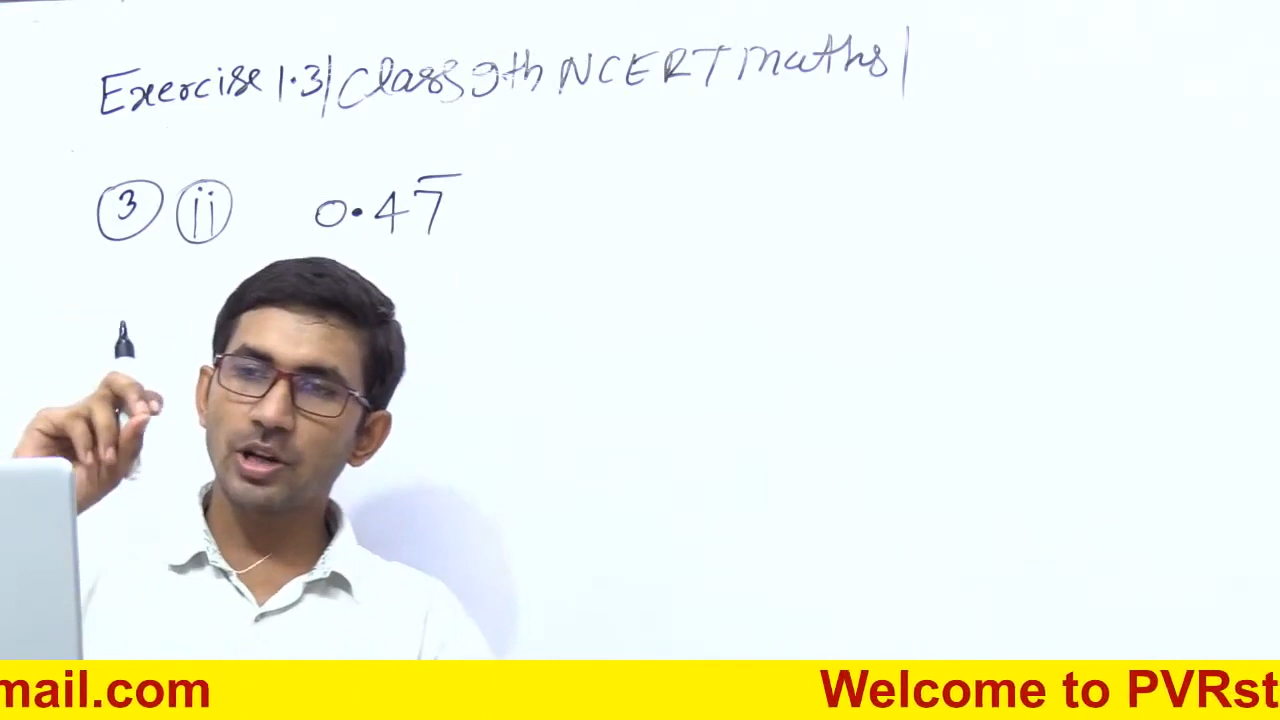 Exercise 1.3| Class 9th NCERT Maths |
3 ii 0.47̅
mail.com Welcome to PVRst